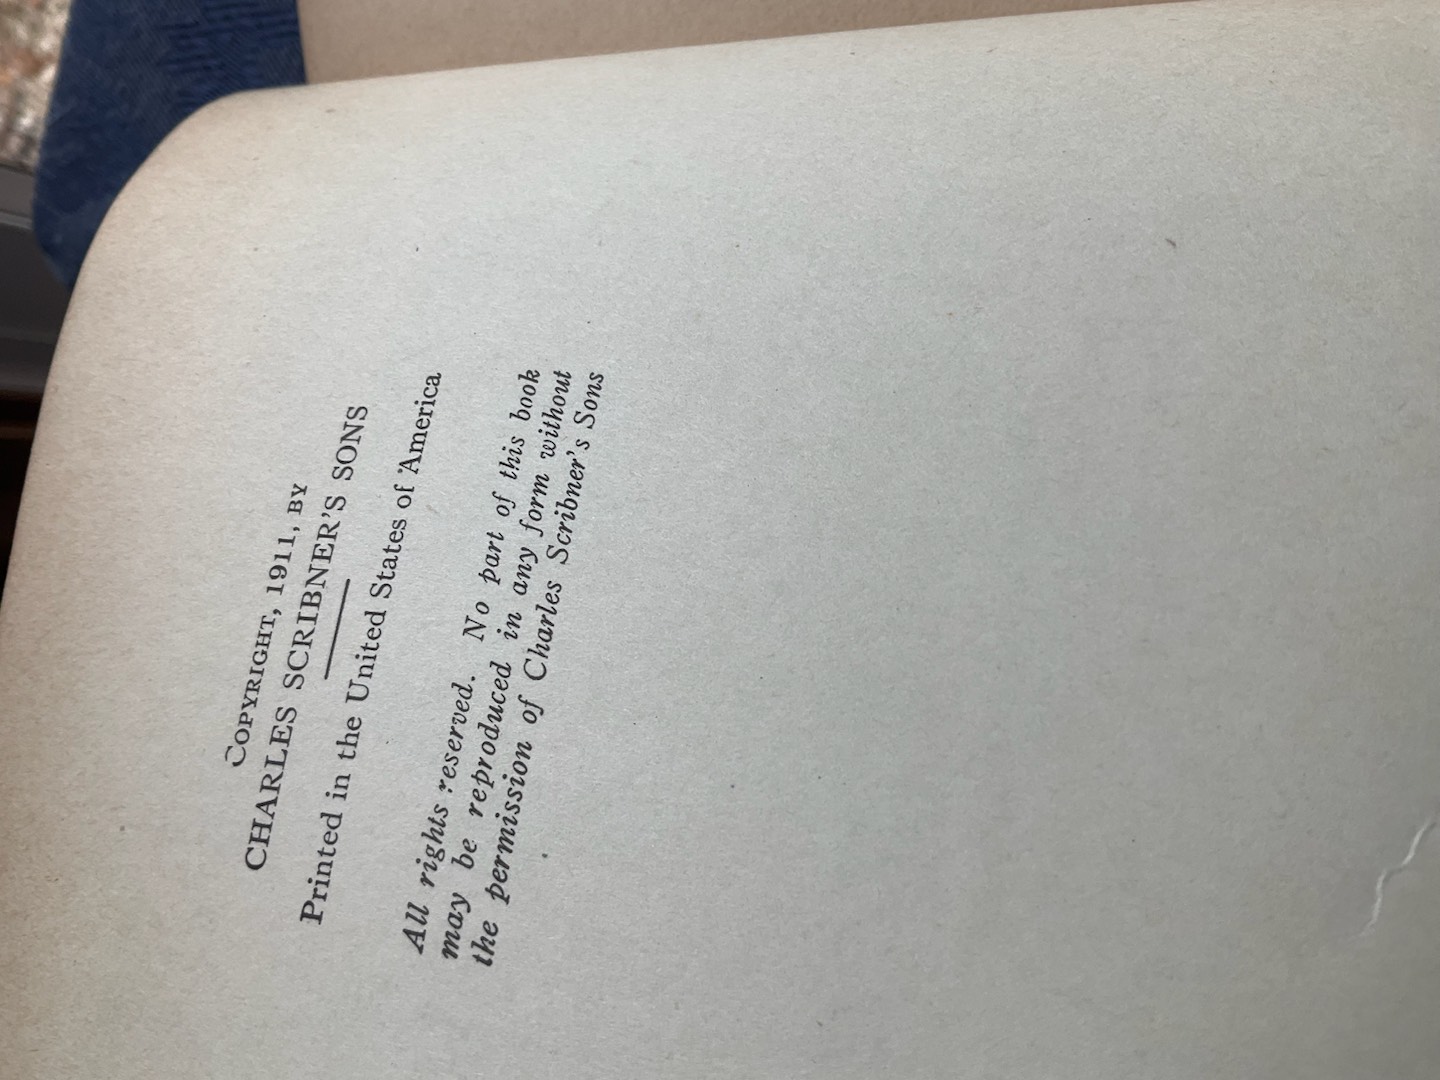 COPYRIGHT, 1911, BY
CHARLES SCRIBNER'S SONS
Printed in the United States of America
All rights reserved. No part of this book
may be reproduced in any form without
the permission of Charles Scribner's Sons